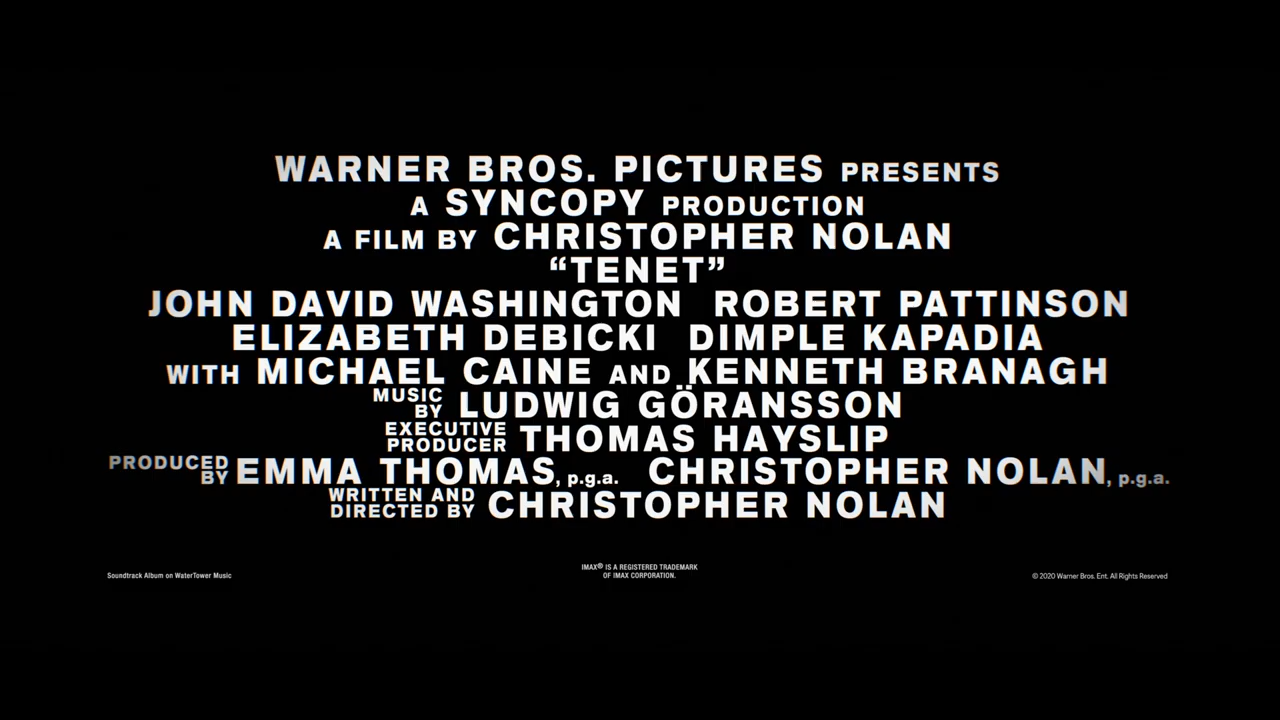 WARNER BROS. PICTURES PRESENTS
A SYNCOPY PRODUCTION
A FILM BY CHRISTOPHER NOLAN
“TENET”
JOHN DAVID WASHINGTON ROBERT PATTINSON
ELIZABETH DEBICKI DIMPLE KAPADIA
WITH MICHAEL CAINE AND KENNETH BRANAGH
MUSIC BY LUDWIG GÖRANSSON
EXECUTIVE PRODUCER THOMAS HAYSLIP
PRODUCED BY EMMA THOMAS, p.g.a. CHRISTOPHER NOLAN, p.g.a.
WRITTEN AND DIRECTED BY CHRISTOPHER NOLAN
Soundtrack Album on WaterTower Music
IMAX® IS A REGISTERED TRADEMARK
OF IMAX CORPORATION.
© 2020 Warner Bros. Ent. All Rights Reserved